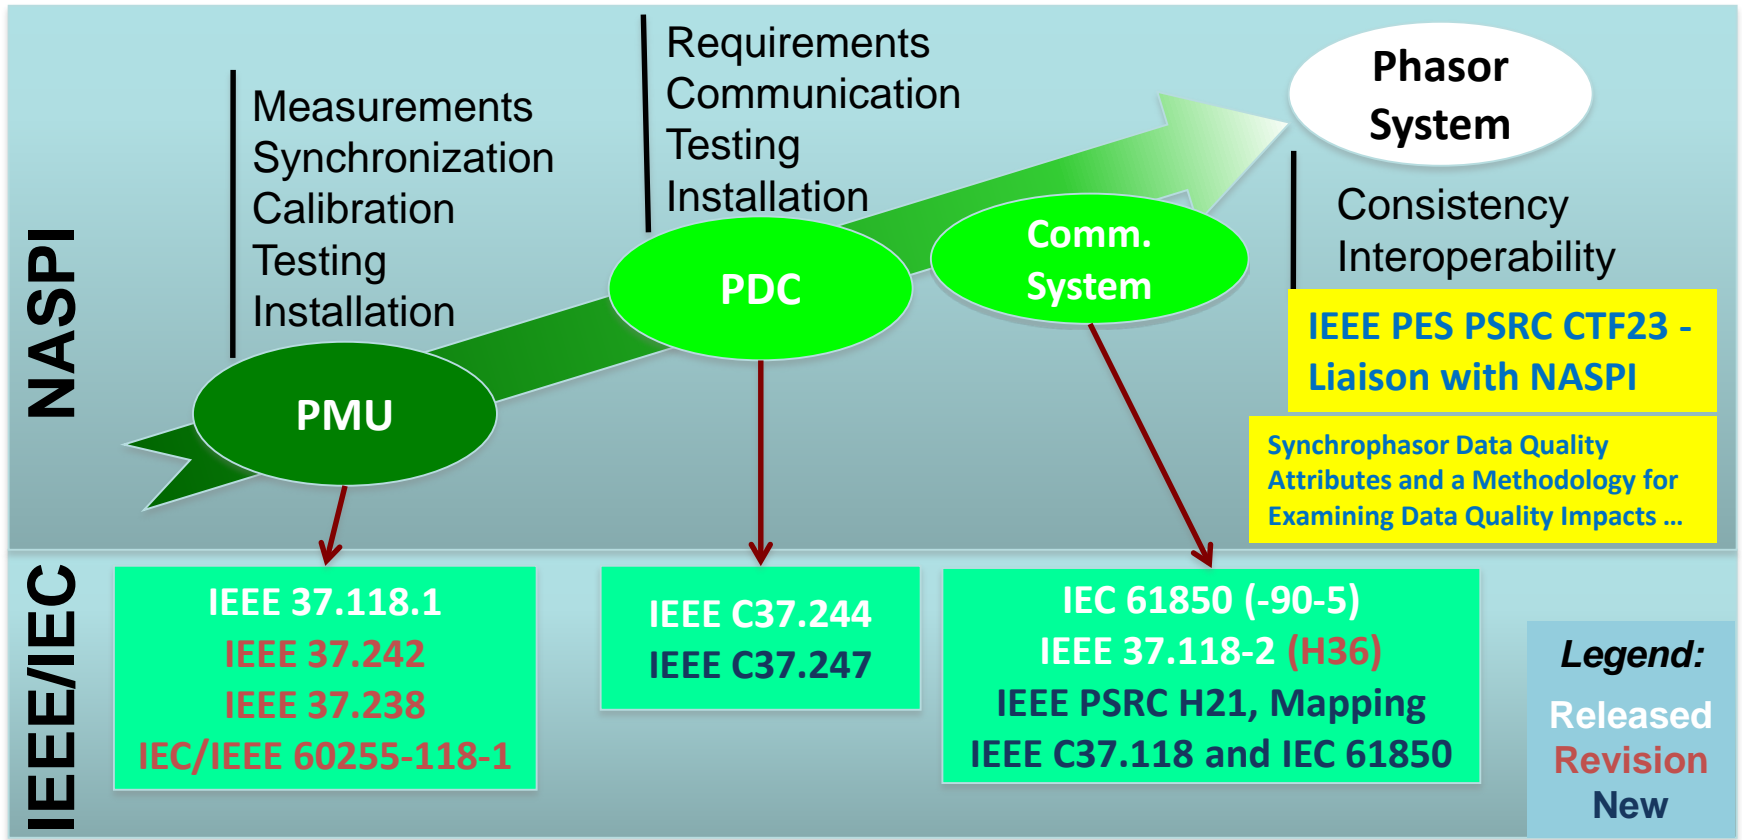 NASPI
Measurements
Synchronization
Calibration
Testing
Installation
PMU
Requirements
Communication
Testing
Installation
PDC
Comm.
System
Phasor
System
Consistency
Interoperability
IEEE PES PSRC CTF23 -
Liaison with NASPI
Synchrophasor Data Quality
Attributes and a Methodology for
Examining Data Quality Impacts ...
IEEE/IEC
IEEE 37.118.1
IEEE 37.242
IEEE 37.238
IEC/IEEE 60255-118-1
IEEE C37.244
IEEE C37.247
IEC 61850 (-90-5)
IEEE 37.118-2 (H36)
IEEE PSRC H21, Mapping
IEEE C37.118 and IEC 61850
Legend:
Released
Revision
New